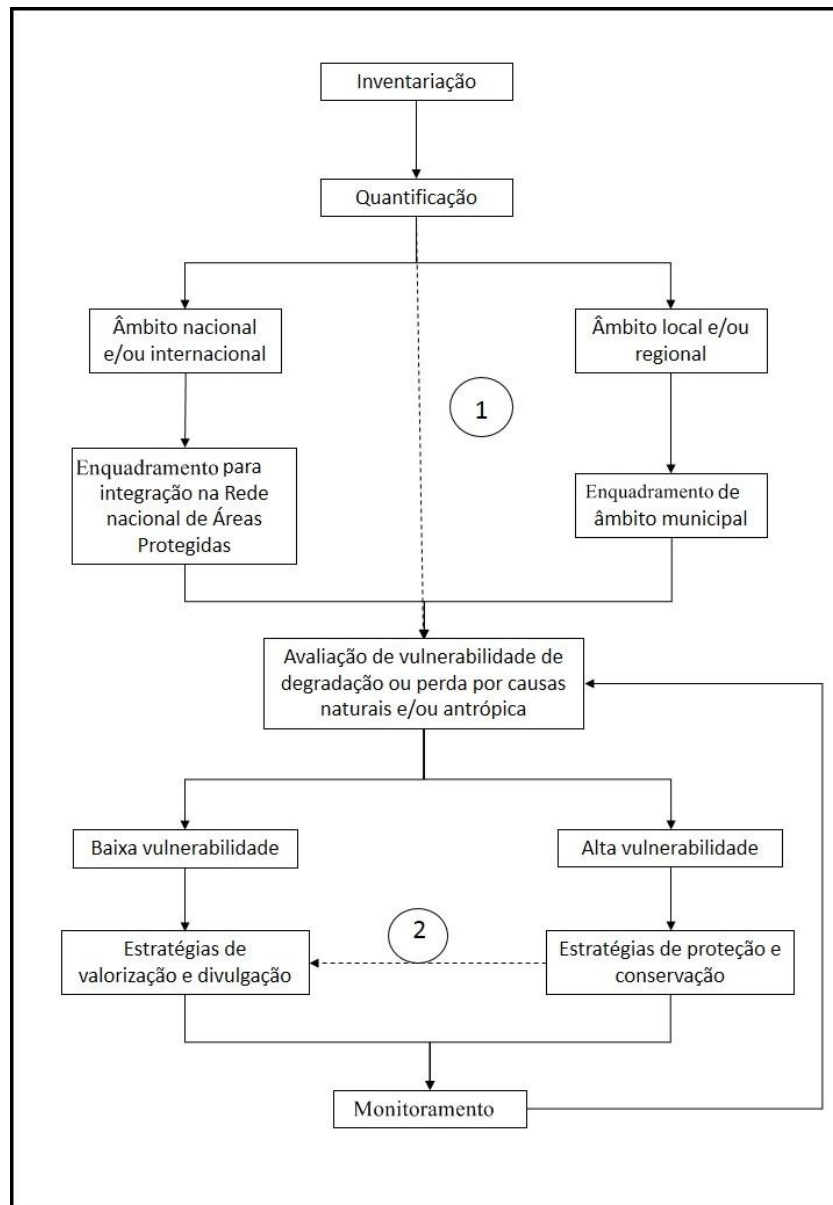 Inventariação
Quantificação
Âmbito nacional
e/ou internacional
Âmbito local e/ou
regional
1
Enquadramento para
integração na Rede
nacional de Áreas
Protegidas
Enquadramento de
âmbito municipal
Avaliação de vulnerabilidade de
degradação ou perda por causas
naturais e/ou antrópica
Baixa vulnerabilidade
Alta vulnerabilidade
2
Estratégias de
valorização e divulgação
Estratégias de proteção e
conservação
Monitoramento